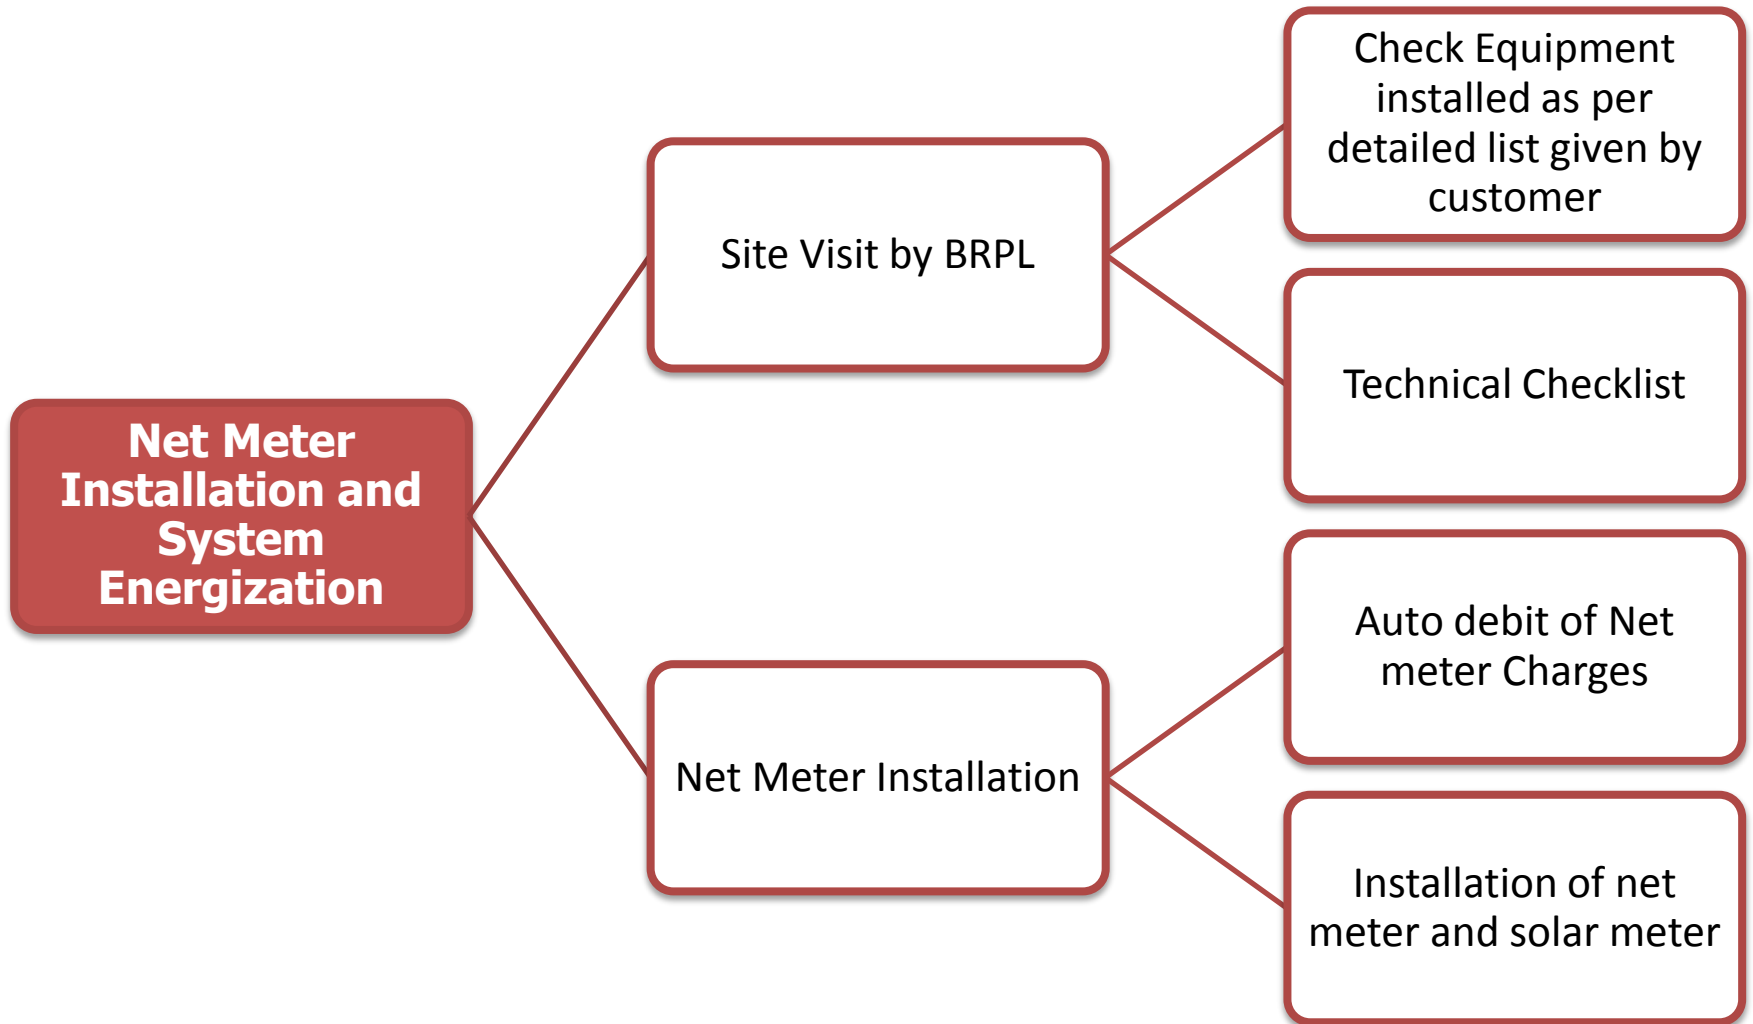 Net Meter
Installation and
System
Energization
Site Visit by BRPL
Check Equipment
installed as per
detailed list given by
customer
Technical Checklist
Net Meter Installation
Auto debit of Net
meter Charges
Installation of net
meter and solar meter